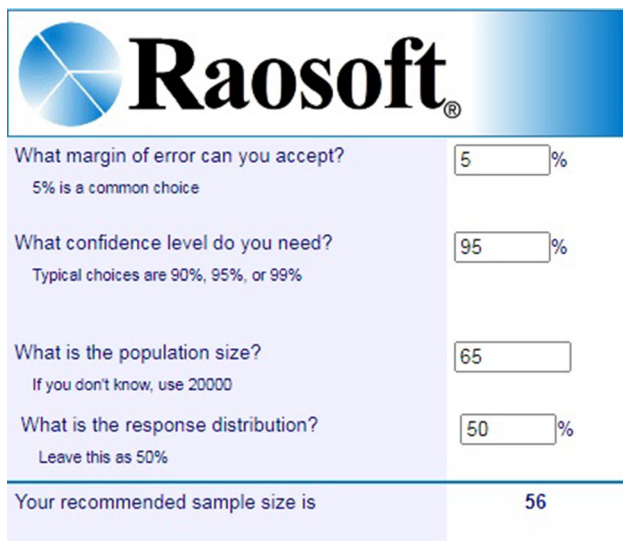 Raosoft®
What margin of error can you accept? 5 %
5% is a common choice
What confidence level do you need? 95 %
Typical choices are 90%, 95%, or 99%
What is the population size? 65
If you don't know, use 20000
What is the response distribution? 50 %
Leave this as 50%
Your recommended sample size is 56